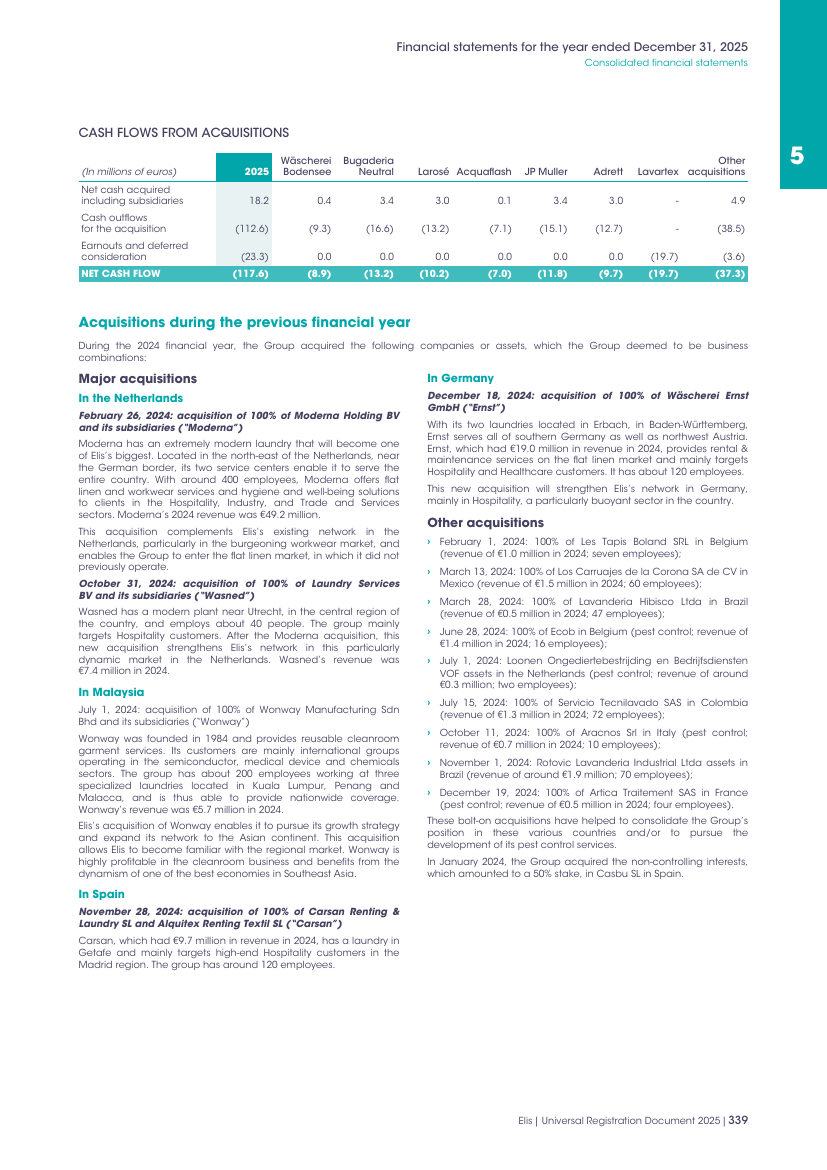 Financial statements for the year ended December 31, 2025
Consolidated financial statements
5
CASH FLOWS FROM ACQUISITIONS
(In millions of euros) 2025 Wäscherei Bodensee Bugaderia Neutral Larosé Acquaflash JP Muller Adrett Lavartex Other acquisitions
Net cash acquired
including subsidiaries 18.2 0.4 3.4 3.0 0.1 3.4 3.0 - 4.9
Cash outflows
for the acquisition (112.6) (9.3) (16.6) (13.2) (7.1) (15.1) (12.7) - (38.5)
Earnouts and deferred
consideration (23.3) 0.0 0.0 0.0 0.0 0.0 0.0 (19.7) (3.6)
NET CASH FLOW (117.6) (8.9) (13.2) (10.2) (7.0) (11.8) (9.7) (19.7) (37.3)
Acquisitions during the previous financial year
During the 2024 financial year, the Group acquired the following companies or assets, which the Group deemed to be business
combinations:
Major acquisitions
In the Netherlands
February 26, 2024: acquisition of 100% of Moderna Holding BV
and its subsidiaries ("Moderna")
Moderna has an extremely modern laundry that will become one
of Elis's biggest. Located in the north-east of the Netherlands, near
the German border, its two service centers enable it to serve the
entire country. With around 400 employees, Moderna offers flat
linen and workwear services and hygiene and well-being solutions
to clients in the Hospitality, Industry, and Trade and Services
sectors. Moderna's 2024 revenue was €49.2 million.
This acquisition complements Elis's existing network in the
Netherlands, particularly in the burgeoning workwear market, and
enables the Group to enter the flat linen market, in which it did not
previously operate.
October 31, 2024: acquisition of 100% of Laundry Services
BV and its subsidiaries ("Wasned")
Wasned has a modern plant near Utrecht, in the central region of
the country, and employs about 40 people. The group mainly
targets Hospitality customers. After the Moderna acquisition, this
new acquisition strengthens Elis's network in this particularly
dynamic market in the Netherlands. Wasned's revenue was
€7.4 million in 2024.
In Malaysia
July 1, 2024: acquisition of 100% of Wonway Manufacturing Sdn
Bhd and its subsidiaries ("Wonway")
Wonway was founded in 1984 and provides reusable cleanroom
garment services. Its customers are mainly international groups
operating in the semiconductor, medical device and chemicals
sectors. The group has about 200 employees working at three
specialized laundries located in Kuala Lumpur, Penang and
Malacca, and is thus able to provide nationwide coverage.
Wonway's revenue was €5.7 million in 2024.
Elis's acquisition of Wonway enables it to pursue its growth strategy
and expand its network to the Asian continent. This acquisition
allows Elis to become familiar with the regional market. Wonway is
highly profitable in the cleanroom business and benefits from the
dynamism of one of the best economies in Southeast Asia.
In Spain
November 28, 2024: acquisition of 100% of Carsan Renting &
Laundry SL and Alquitex Renting Textil SL ("Carsan")
Carsan, which had €9.7 million in revenue in 2024, has a laundry in
Getafe and mainly targets high-end Hospitality customers in the
Madrid region. The group has around 120 employees.
In Germany
December 18, 2024: acquisition of 100% of Wäscherei Ernst
GmbH ("Ernst")
With its two laundries located in Erbach, in Baden-Württemberg,
Ernst serves all of southern Germany as well as northwest Austria.
Ernst, which had €19.0 million in revenue in 2024, provides rental &
maintenance services on the flat linen market and mainly targets
Hospitality and Healthcare customers. It has about 120 employees.
This new acquisition will strengthen Elis's network in Germany,
mainly in Hospitality, a particularly buoyant sector in the country.
Other acquisitions
› February 1, 2024: 100% of Les Tapis Boland SRL in Belgium
(revenue of €1.0 million in 2024; seven employees);
› March 13, 2024: 100% of Los Carruajes de la Corona SA de CV in
Mexico (revenue of €1.5 million in 2024; 60 employees);
› March 28, 2024: 100% of Lavanderia Hibisco Ltda in Brazil
(revenue of €0.5 million in 2024; 47 employees);
› June 28, 2024: 100% of Ecob in Belgium (pest control; revenue of
€1.4 million in 2024; 16 employees);
› July 1, 2024: Loonen Ongediertebestrijding en Bedrijfsdiensten
VOF assets in the Netherlands (pest control; revenue of around
€0.3 million; two employees);
› July 15, 2024: 100% of Servicio Tecnilavado SAS in Colombia
(revenue of €1.3 million in 2024; 72 employees);
› October 11, 2024: 100% of Aracnos Srl in Italy (pest control;
revenue of €0.7 million in 2024; 10 employees);
› November 1, 2024: Rotovic Lavanderia Industrial Ltda assets in
Brazil (revenue of around €1.9 million; 70 employees);
› December 19, 2024: 100% of Artica Traitement SAS in France
(pest control; revenue of €0.5 million in 2024; four employees).
These bolt-on acquisitions have helped to consolidate the Group's
position in these various countries and/or to pursue the
development of its pest control services.
In January 2024, the Group acquired the non-controlling interests,
which amounted to a 50% stake, in Casbu SL in Spain.
Elis | Universal Registration Document 2025 | 339